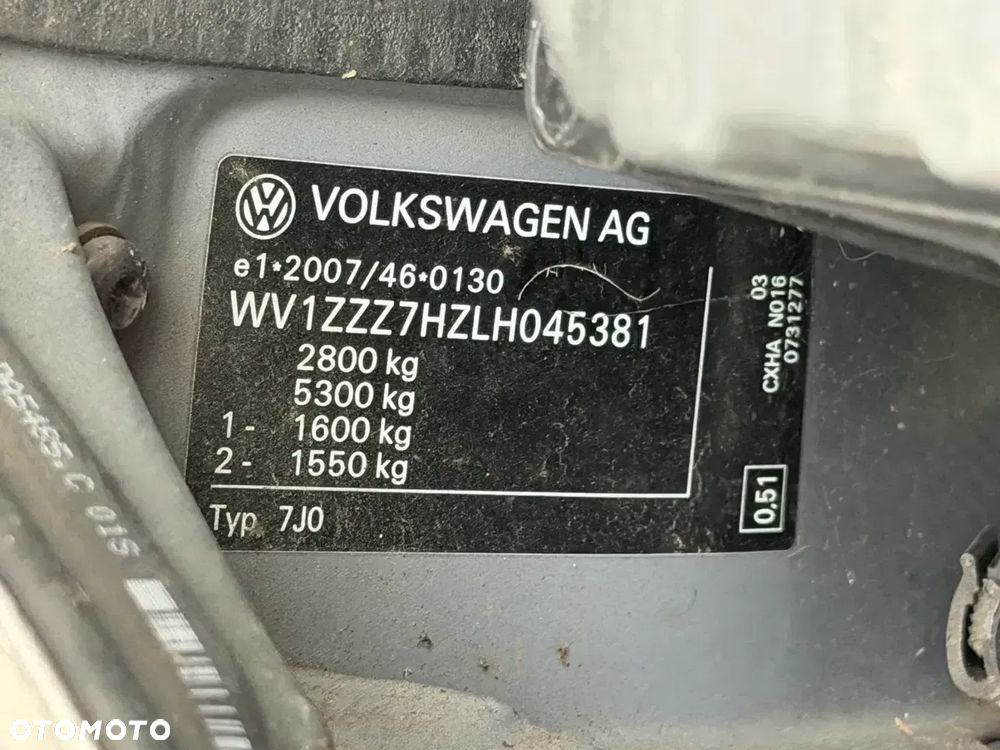 VOLKSWAGEN AG
e1*2007/46*0130
WV1ZZZ7HZLH045381
2800 kg
5300 kg
1- 1600 kg
2- 1550 kg
Typ 7J0
03
CXHA N016
0731277
0,51
C 01S
OTOMOTO